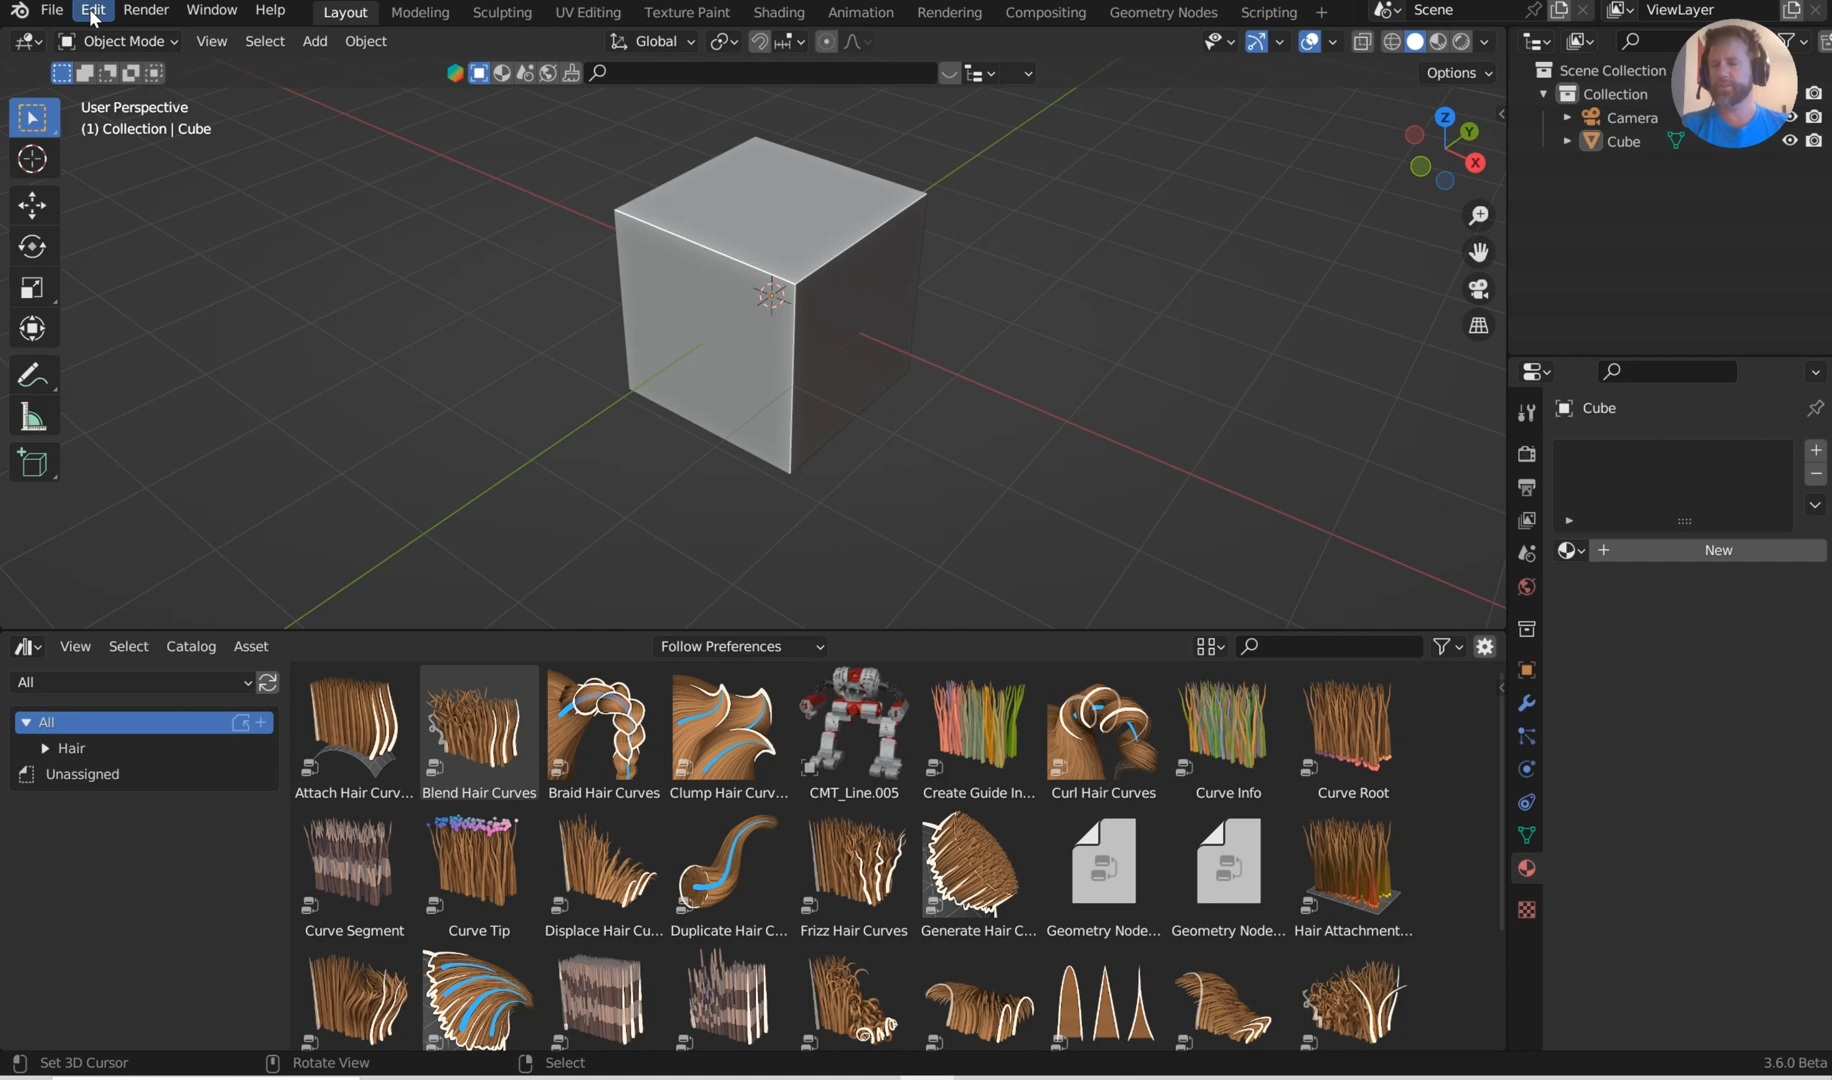 File Edit Render Window Help Layout Modeling Sculpting UV Editing Texture Paint Shading Animation Rendering Compositing Geometry Nodes Scripting + Scene ViewLayer
Object Mode View Select Add Object Global
Options
User Perspective
(1) Collection | Cube
Z
Y
X
Scene Collection
Collection
Camera
Cube
Cube
New
View Select Catalog Asset Follow Preferences
All
All
Hair
Unassigned
Attach Hair Curv... Blend Hair Curves Braid Hair Curves Clump Hair Curv... CMT_Line.005 Create Guide In... Curl Hair Curves Curve Info Curve Root
Curve Segment Curve Tip Displace Hair Cu... Duplicate Hair C... Frizz Hair Curves Generate Hair C... Geometry Node... Geometry Node... Hair Attachment...
Set 3D Cursor Rotate View Select 3.6.0 Beta